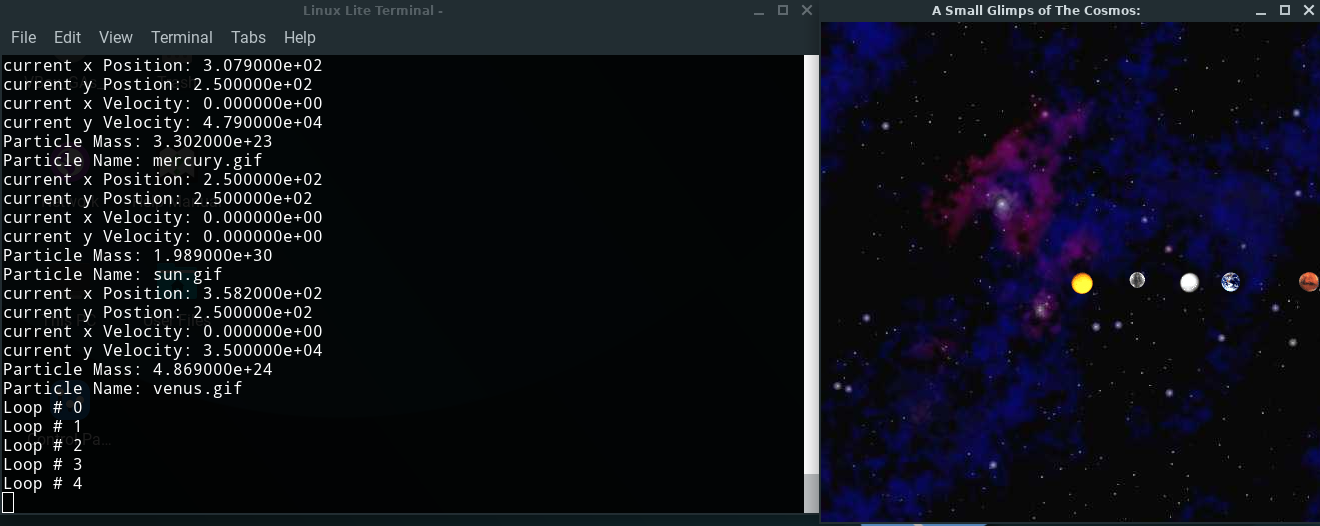 Linux Lite Terminal -
File Edit View Terminal Tabs Help
current x Position: 3.079000e+02
current y Postion: 2.500000e+02
current x Velocity: 0.000000e+00
current y Velocity: 4.790000e+04
Particle Mass: 3.302000e+23
Particle Name: mercury.gif
current x Position: 2.500000e+02
current y Postion: 2.500000e+02
current x Velocity: 0.000000e+00
current y Velocity: 0.000000e+00
Particle Mass: 1.989000e+30
Particle Name: sun.gif
current x Position: 3.582000e+02
current x Postion: 2.500000e+02
current x Velocity: 0.000000e+00
current y Velocity: 3.500000e+04
Particle Mass: 4.869000e+24
Particle Name: venus.gif
Loop # 0
Loop # 1
Loop # 2
Loop # 3
Loop # 4
A Small Glimps of The Cosmos: